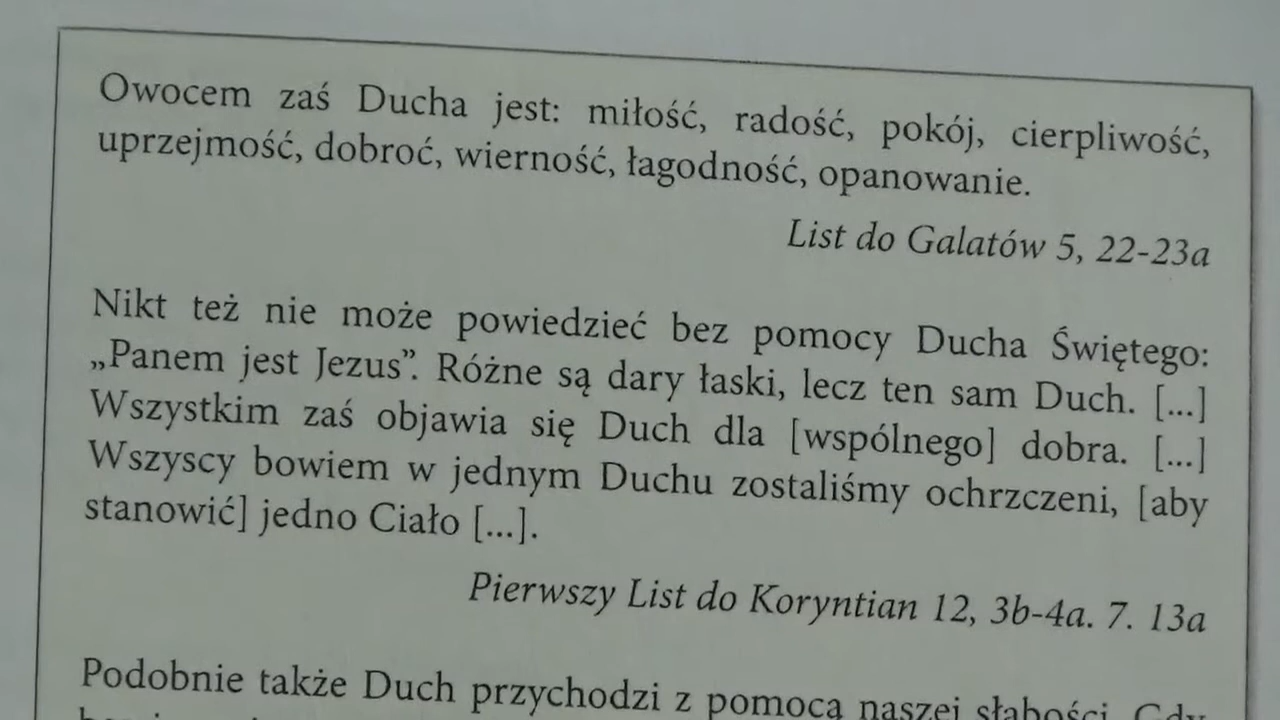 Owocem zaś Ducha jest: miłość, radość, pokój, cierpliwość,
uprzejmość, dobroć, wierność, łagodność, opanowanie.
List do Galatów 5, 22-23a
Nikt też nie może powiedzieć bez pomocy Ducha Świętego:
„Panem jest Jezus”. Różne są dary łaski, lecz ten sam Duch. [...]
Wszystkim zaś objawia się Duch dla [wspólnego] dobra. [...]
Wszyscy bowiem w jednym Duchu zostaliśmy ochrzczeni, [aby
stanowić] jedno Ciało [...].
Pierwszy List do Koryntian 12, 3b-4a. 7. 13a
Podobnie także Duch przychodzi z pomocą naszej słabości. Gdy